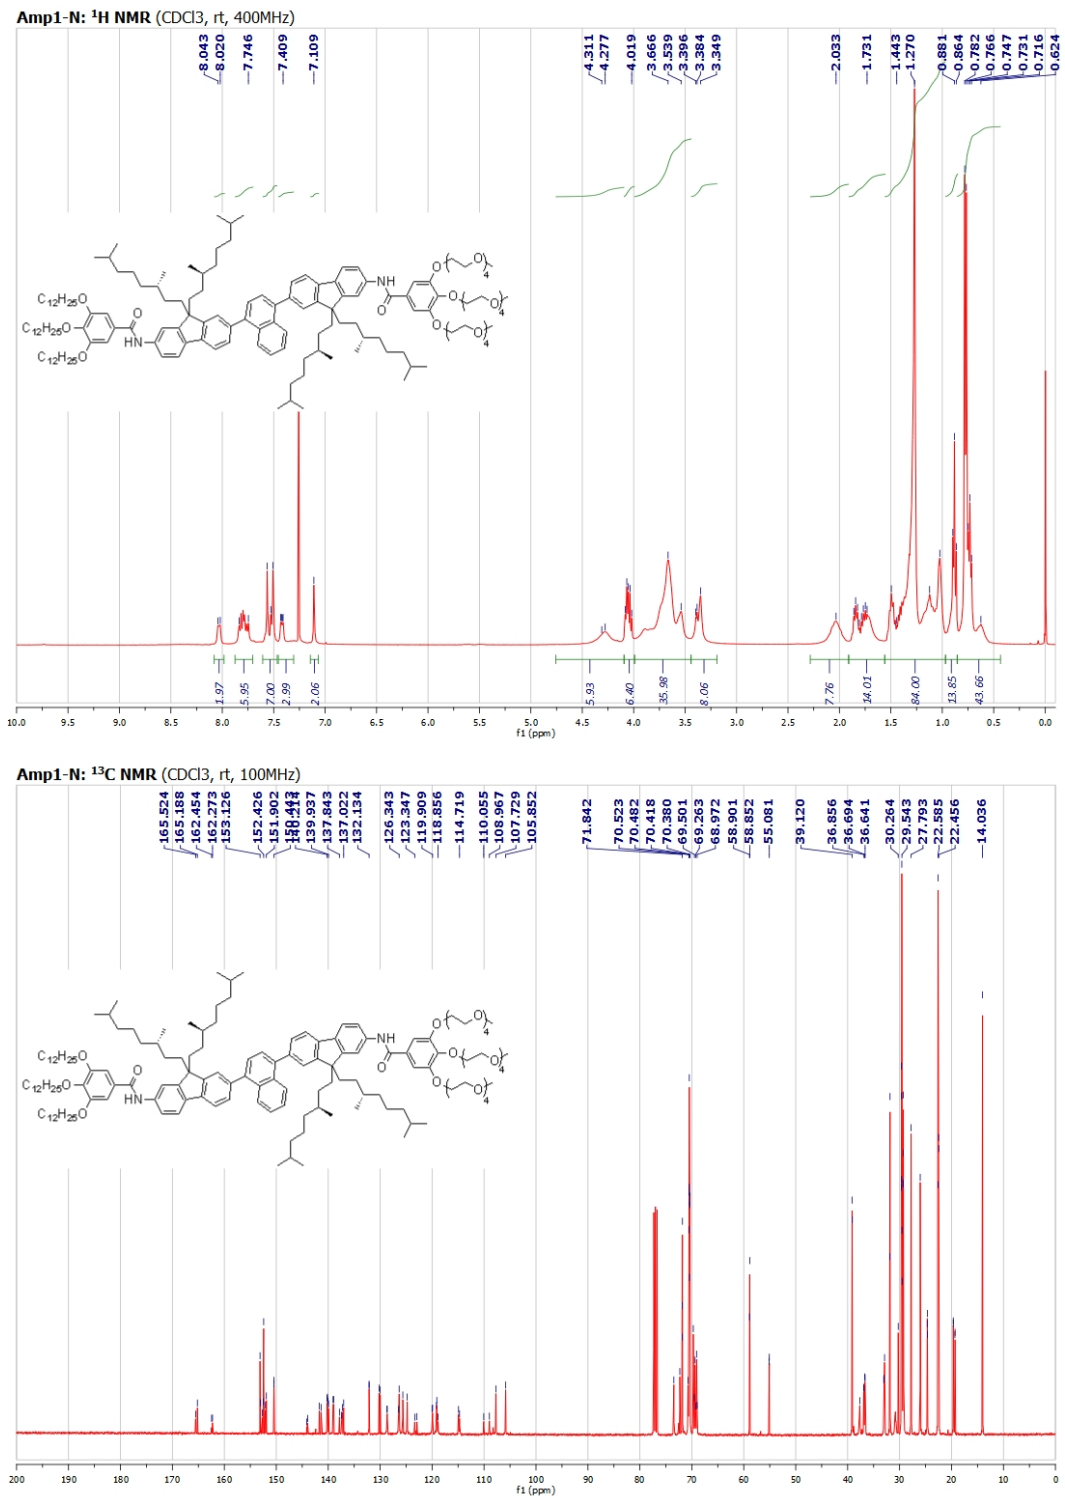 Amp1-N: ¹H NMR (CDCl3, rt, 400MHz)
8.043
8.020
7.746
7.409
7.109
4.311
4.277
4.019
3.666
3.539
3.396
3.384
3.349
2.033
1.731
1.443
1.270
0.881
0.864
0.782
0.766
0.747
0.731
0.716
0.624
C₁₂H₂₅O
C₁₂H₂₅O
C₁₂H₂₅O
O
HN
NH
O
O
O
4
O
O
4
O
O
4
1.97
5.95
7.00
2.99
2.06
5.93
6.40
35.98
8.06
7.76
14.01
84.00
13.85
43.66
10.0 9.5 9.0 8.5 8.0 7.5 7.0 6.5 6.0 5.5 5.0 4.5 4.0 3.5 3.0 2.5 2.0 1.5 1.0 0.5 0.0
f1 (ppm)
Amp1-N: ¹³C NMR (CDCl3, rt, 100MHz)
165.524
165.188
162.454
162.273
153.126
152.426
151.902
139.937
137.843
137.022
132.134
126.343
123.347
119.909
118.856
114.719
110.055
108.967
107.729
105.852
71.842
70.523
70.482
70.418
70.380
69.501
69.283
68.972
58.901
58.852
55.081
39.120
36.856
36.694
36.641
30.264
29.543
27.793
22.585
22.456
14.036
C₁₂H₂₅O
C₁₂H₂₅O
C₁₂H₂₅O
O
HN
NH
O
O
O
4
O
O
4
O
O
4
200 190 180 170 160 150 140 130 120 110 100 90 80 70 60 50 40 30 20 10 0
f1 (ppm)